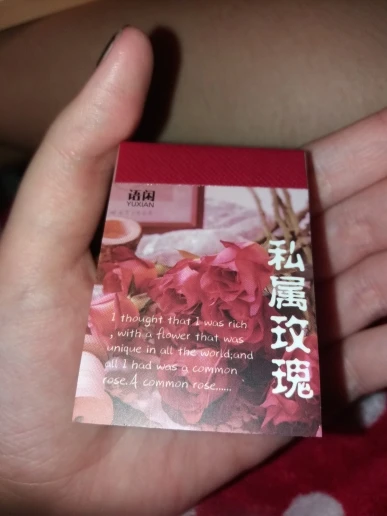 语闲
YUXIAN
私属玫瑰
I thought that I was rich
, with a flower that was
unique in all the world;and
all I had was a common
rose.A common rose......